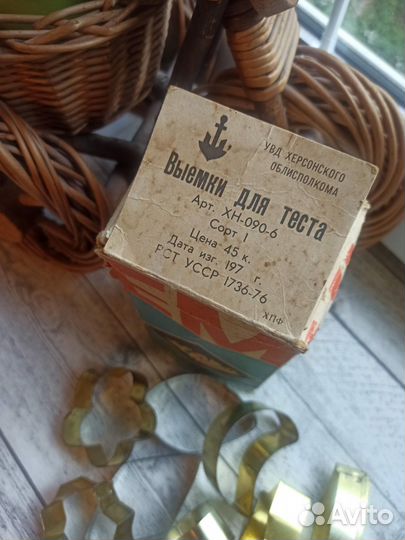 УВД ХЕРСОНСКОГО
ОБЛИСПОЛКОМА
Выемки для теста
Арт. ХН-090-6
Сорт 1
Цена 45 к.
Дата изг. 197 г.
РСТ УССР 1736-76
ХПФ
Avito